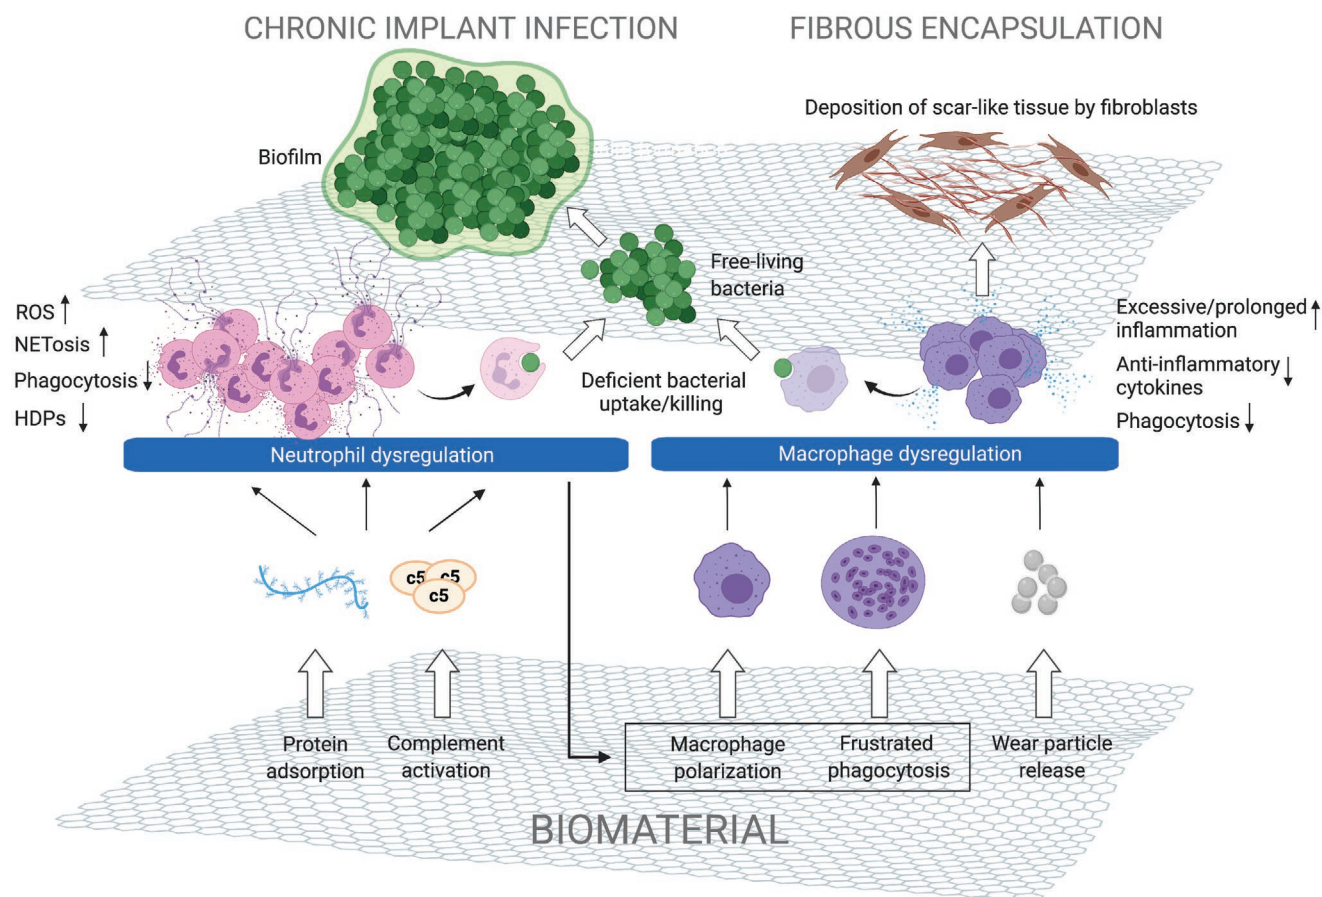 CHRONIC IMPLANT INFECTION
FIBROUS ENCAPSULATION
Deposition of scar-like tissue by fibroblasts
Biofilm
Free-living
bacteria
ROS
NETosis
Phagocytosis
HDPs
Deficient bacterial
uptake/killing
Excessive/prolonged
inflammation
Anti-inflammatory
cytokines
Phagocytosis
Neutrophil dysregulation
Macrophage dysregulation
c5
c5
c5
Protein
adsorption
Complement
activation
Macrophage
polarization
Frustrated
phagocytosis
Wear particle
release
BIOMATERIAL